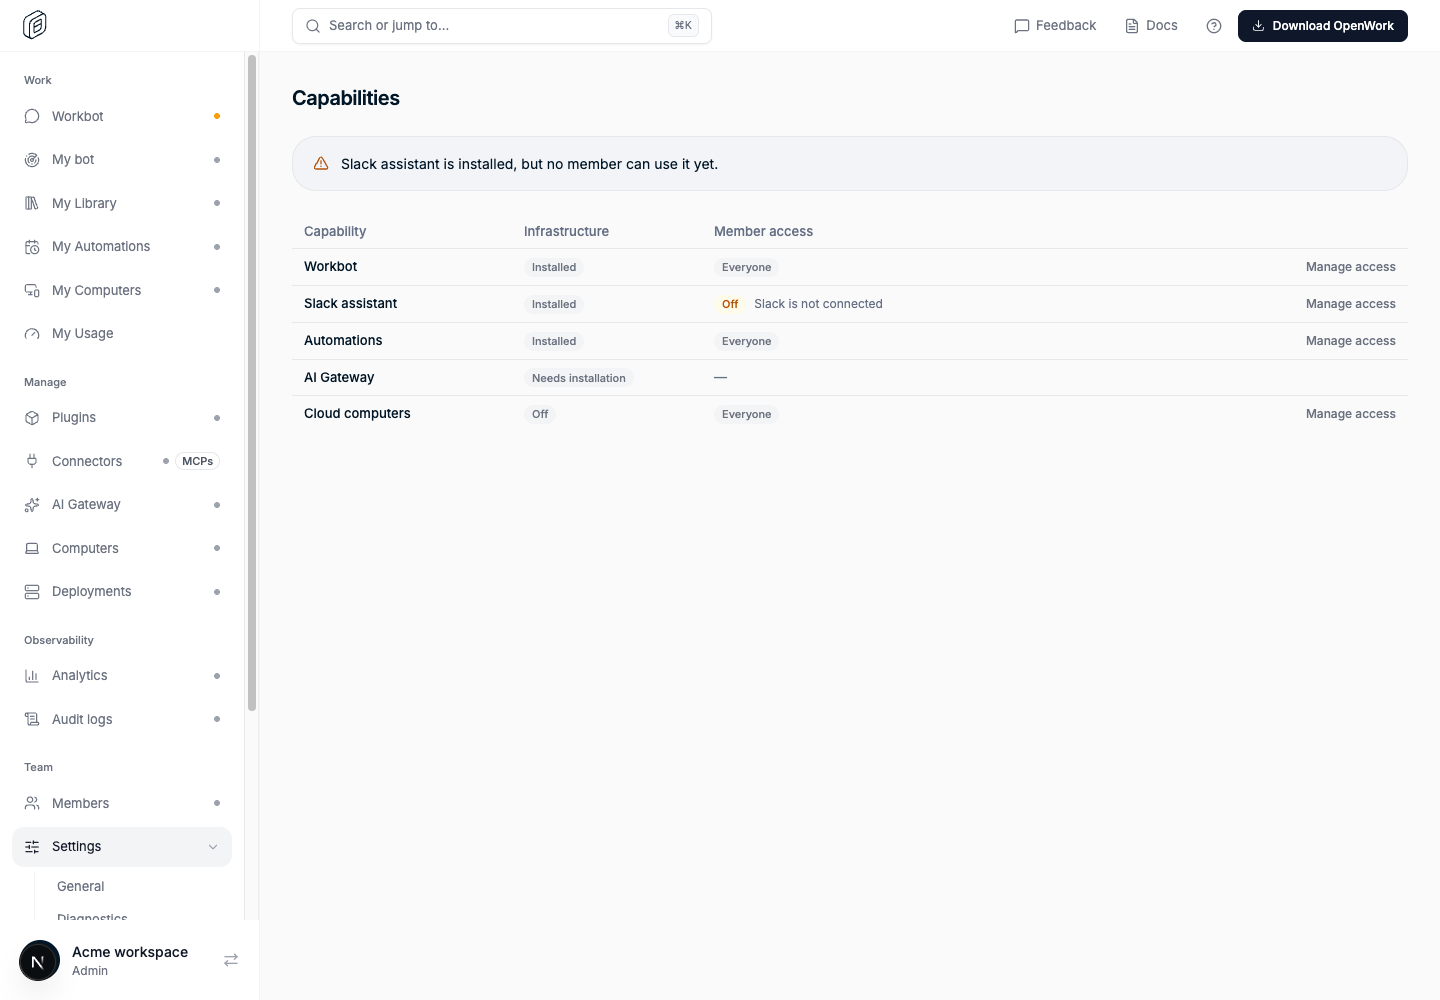 Search or jump to...
⌘K
Feedback
Docs
Download OpenWork
Work
Workbot
My bot
My Library
My Automations
My Computers
My Usage
Manage
Plugins
Connectors
MCPs
AI Gateway
Computers
Deployments
Observability
Analytics
Audit logs
Team
Members
Settings
General
Diagnostics
N
Acme workspace
Admin
Capabilities
Slack assistant is installed, but no member can use it yet.
Capability Infrastructure Member access
Workbot Installed Everyone Manage access
Slack assistant Installed Off Slack is not connected Manage access
Automations Installed Everyone Manage access
AI Gateway Needs installation —
Cloud computers Off Everyone Manage access